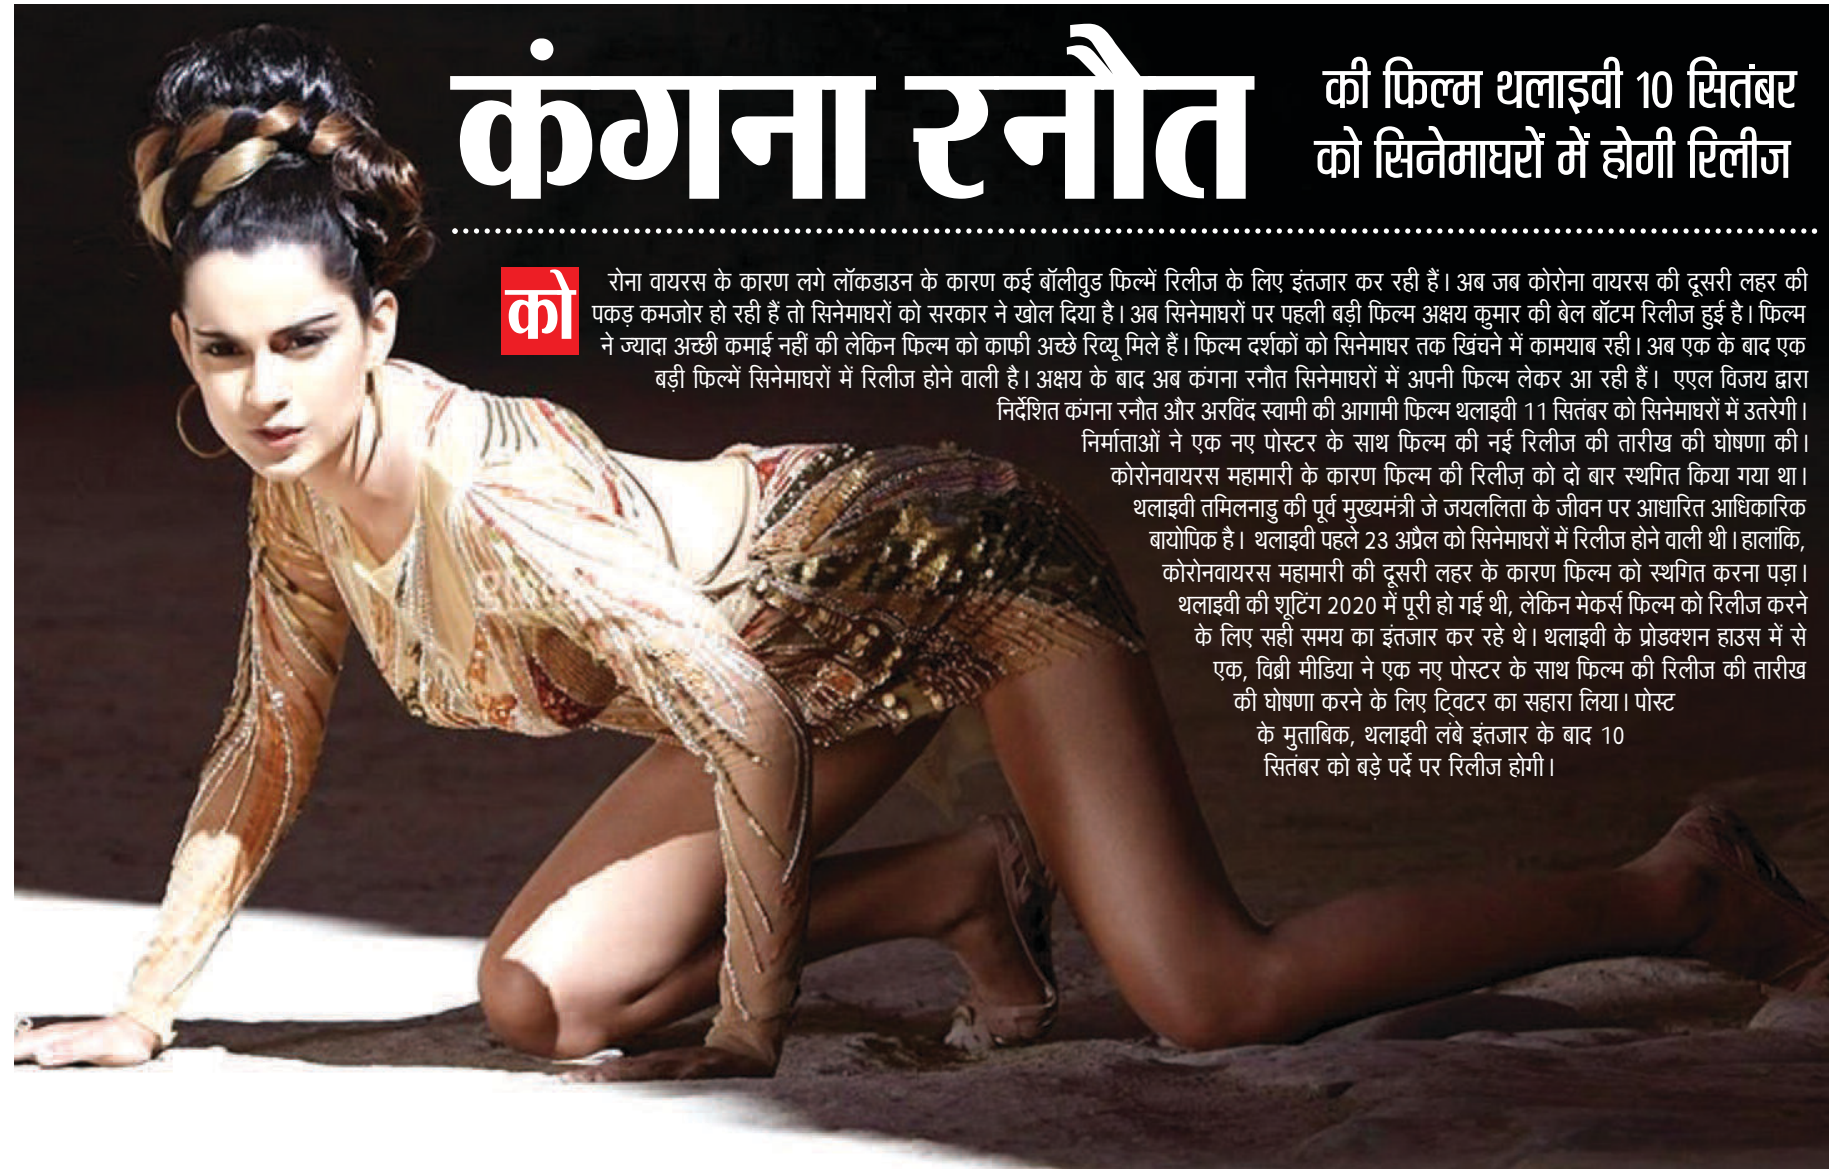 कंगना रनौत
की फिल्म थलाइवी 10 सितंबर
को सिनेमाघरों में होगी रिलीज
कोरोना वायरस के कारण लगे लॉकडाउन के कारण कई बॉलीवुड फिल्में रिलीज के लिए इंतजार कर रही हैं। अब जब कोरोना वायरस की दूसरी लहर की
पकड़ कमजोर हो रही हैं तो सिनेमाघरों को सरकार ने खोल दिया है। अब सिनेमाघरों पर पहली बड़ी फिल्म अक्षय कुमार की बेल बॉटम रिलीज हुई है। फिल्म
ने ज्यादा अच्छी कमाई नहीं की लेकिन फिल्म को काफी अच्छे रिव्यू मिले हैं। फिल्म दर्शकों को सिनेमाघर तक खिंचने में कामयाब रही। अब एक के बाद एक
बड़ी फिल्में सिनेमाघरों में रिलीज होने वाली है। अक्षय के बाद अब कंगना रनौत सिनेमाघरों में अपनी फिल्म लेकर आ रही हैं। एएल विजय द्वारा
निर्देशित कंगना रनौत और अरविंद स्वामी की आगामी फिल्म थलाइवी 11 सितंबर को सिनेमाघरों में उतरेगी।
निर्माताओं ने एक नए पोस्टर के साथ फिल्म की नई रिलीज की तारीख की घोषणा की।
कोरोनवायरस महामारी के कारण फिल्म की रिलीज़ को दो बार स्थगित किया गया था।
थलाइवी तमिलनाडु की पूर्व मुख्यमंत्री जे जयललिता के जीवन पर आधारित आधिकारिक
बायोपिक है। थलाइवी पहले 23 अप्रैल को सिनेमाघरों में रिलीज होने वाली थी। हालांकि,
कोरोनवायरस महामारी की दूसरी लहर के कारण फिल्म को स्थगित करना पड़ा।
थलाइवी की शूटिंग 2020 में पूरी हो गई थी, लेकिन मेकर्स फिल्म को रिलीज करने
के लिए सही समय का इंतजार कर रहे थे। थलाइवी के प्रोडक्शन हाउस में से
एक, विब्री मीडिया ने एक नए पोस्टर के साथ फिल्म की रिलीज की तारीख
की घोषणा करने के लिए ट्विटर का सहारा लिया। पोस्ट
के मुताबिक, थलाइवी लंबे इंतजार के बाद 10
सितंबर को बड़े पर्दे पर रिलीज होगी।